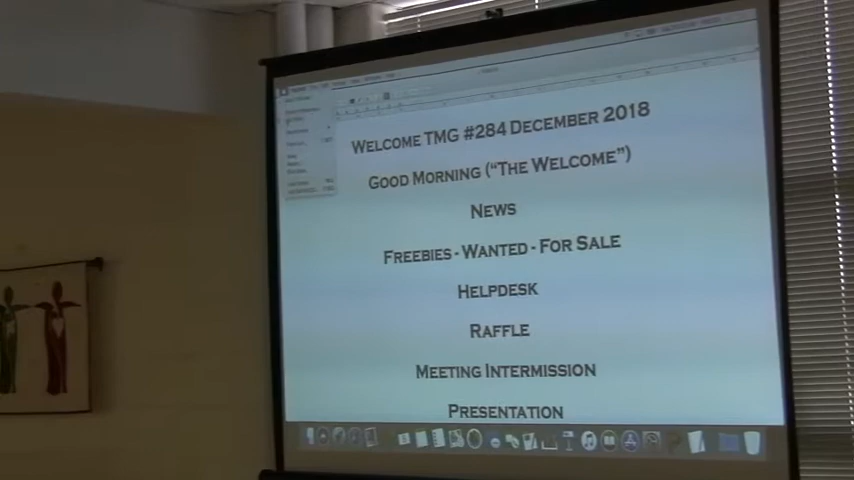 Welcome TMG #284 December 2018
Good Morning (“The Welcome”)
News
Freebies - Wanted - For Sale
Helpdesk
Raffle
Meeting Intermission
Presentation